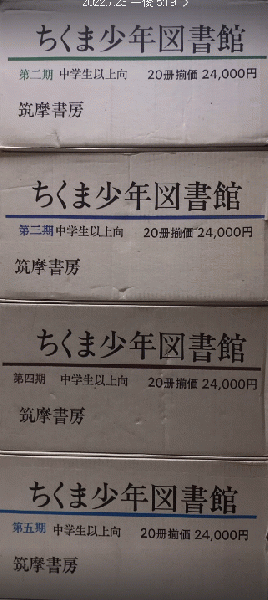 ちくま少年図書館
第二期 中学生以上向 20冊揃価 24,000円
筑摩書房
ちくま少年図書館
第三期 中学生以上向 20冊揃価 24,000円
筑摩書房
ちくま少年図書館
第四期 中学生以上向 20冊揃価 24,000円
筑摩書房
ちくま少年図書館
第五期 中学生以上向 20冊揃価 24,000円
筑摩書房